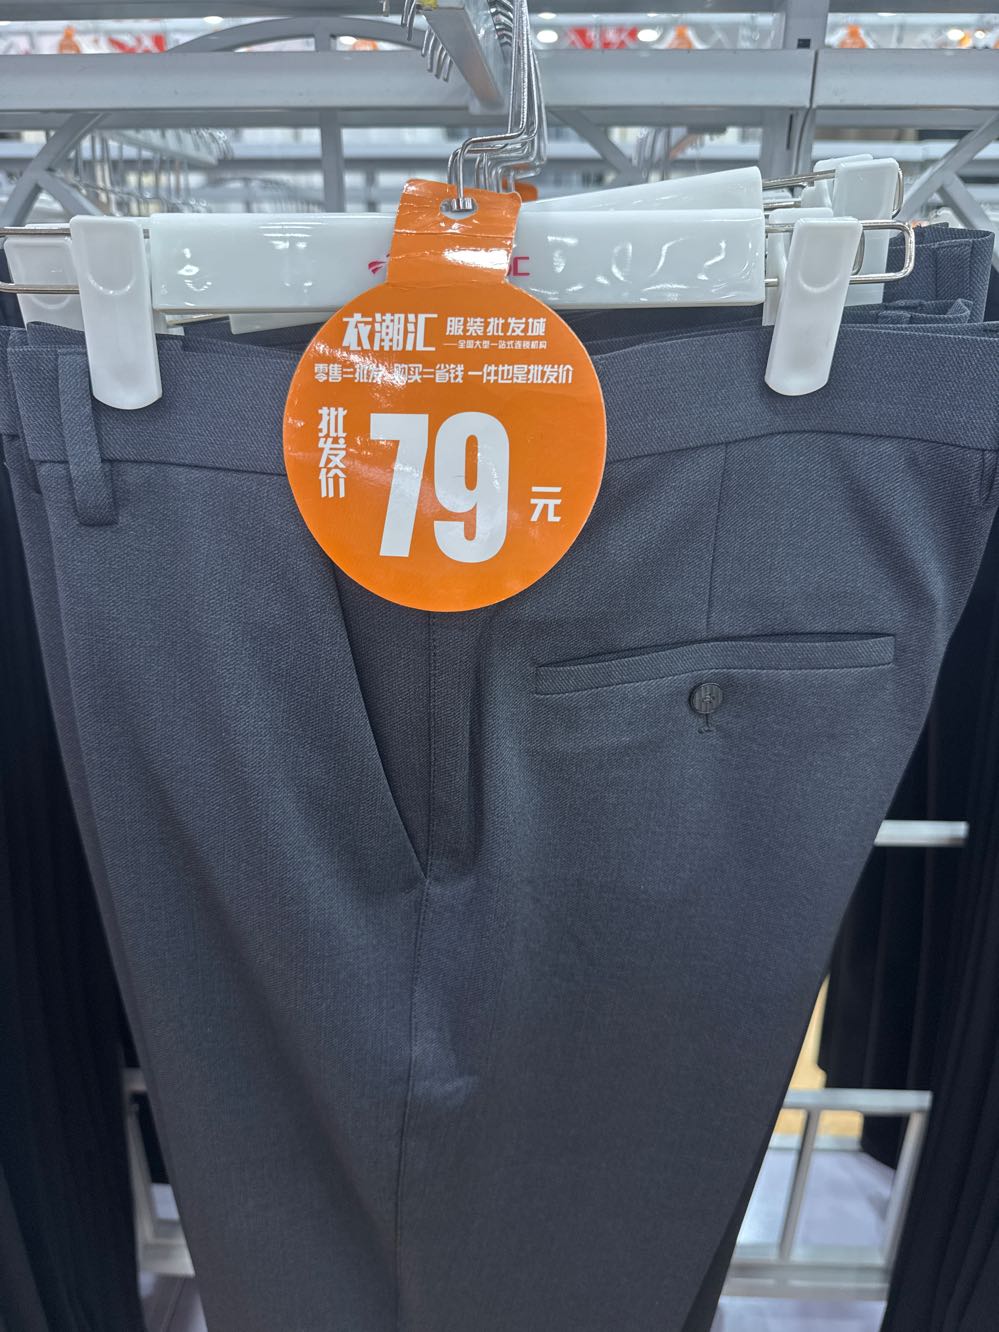 衣潮汇 服装批发城
——全国大型一站式连锁机构
零售=批发 购买=省钱 一件也是批发价
批发价
79
元